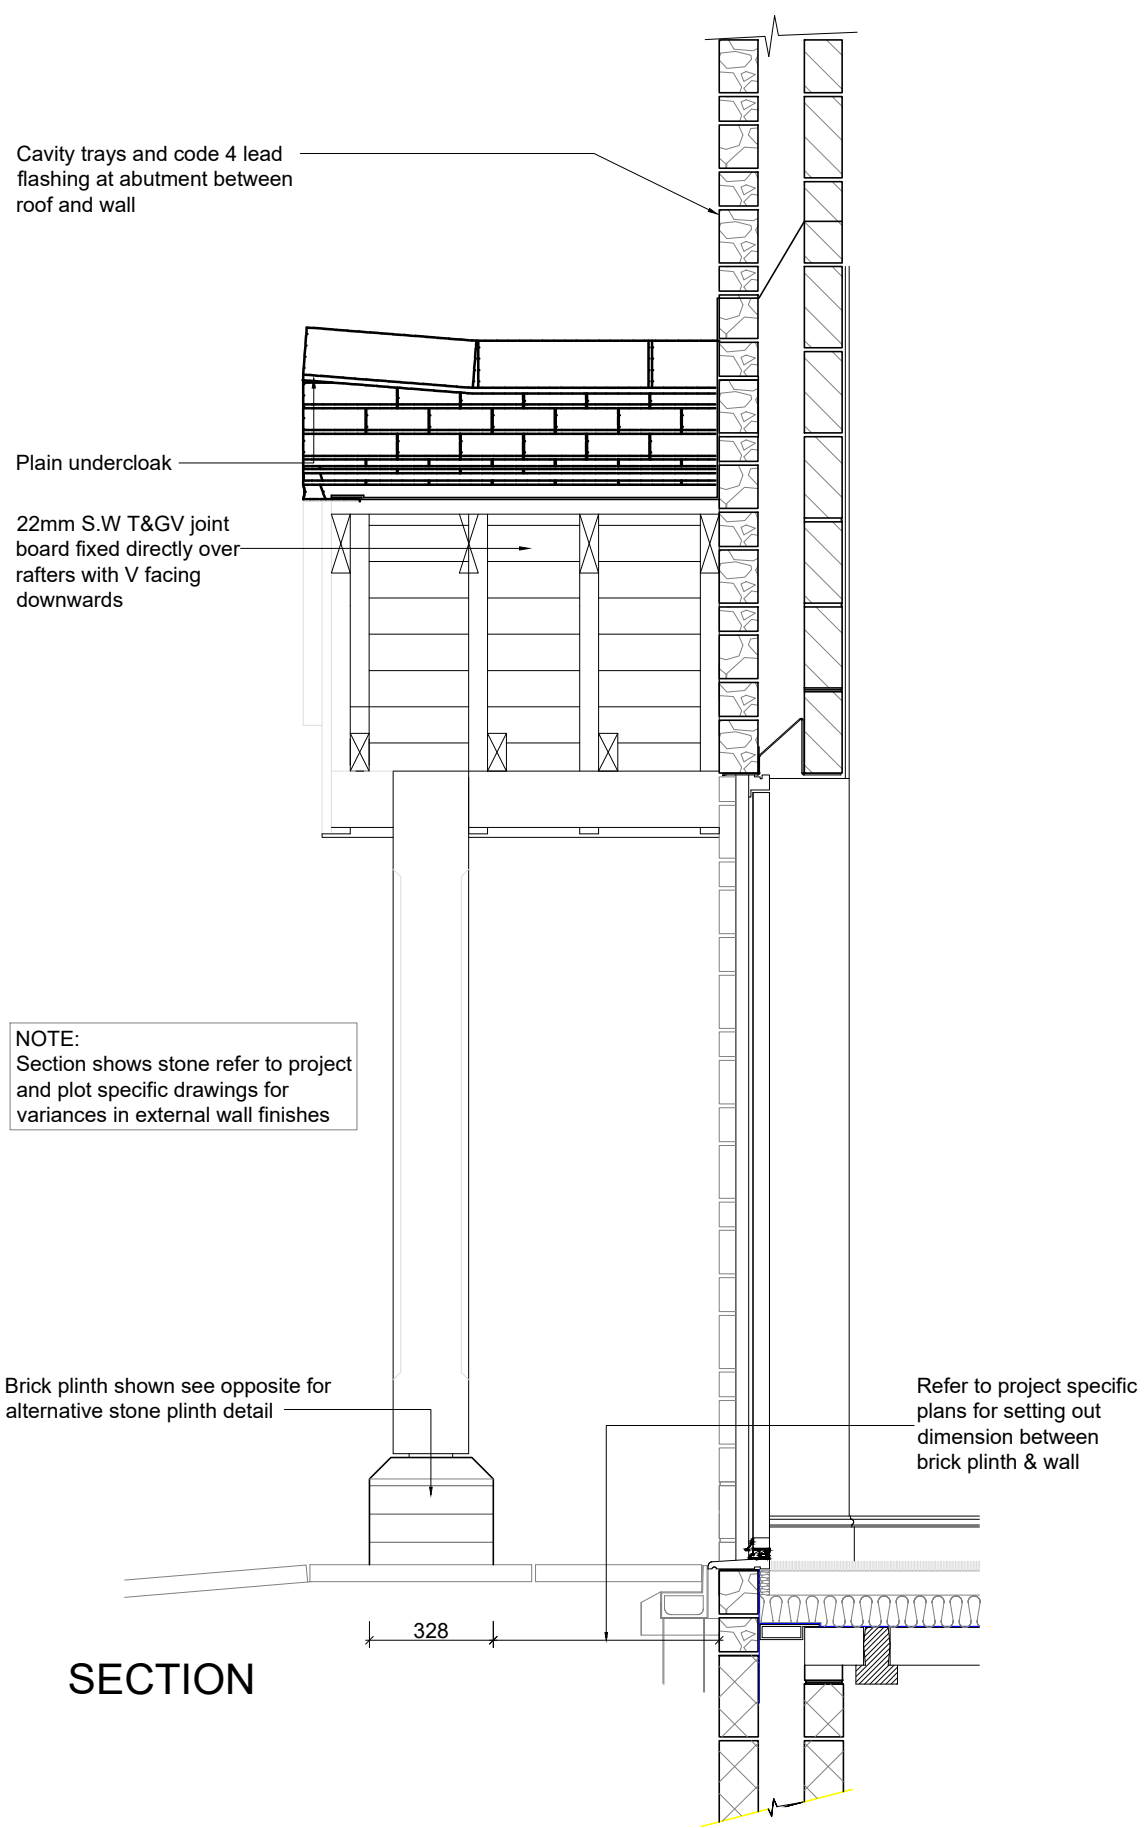 Cavity trays and code 4 lead
flashing at abutment between
roof and wall
Plain undercloak
22mm S.W T&GV joint
board fixed directly over
rafters with V facing
downwards
NOTE:
Section shows stone refer to project
and plot specific drawings for
variances in external wall finishes
Brick plinth shown see opposite for
alternative stone plinth detail
Refer to project specific
plans for setting out
dimension between
brick plinth & wall
328
SECTION